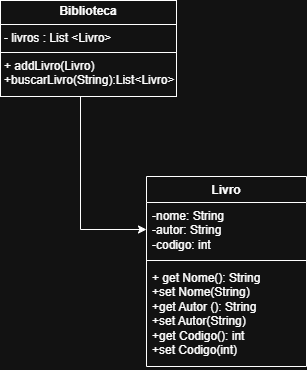 Biblioteca
- livros : List <Livro>
+ addLivro(Livro)
+buscarLivro(String):List<Livro>
Livro
-nome: String
-autor: String
-codigo: int
+ get Nome(): String
+set Nome(String)
+get Autor (): String
+set Autor(String)
+get Codigo(): int
+set Codigo(int)